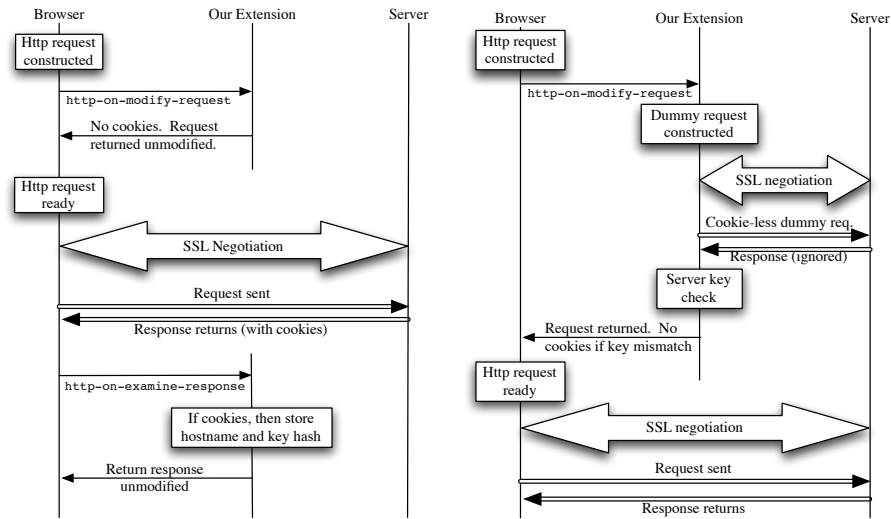 Browser
Our Extension
Server
Http request
constructed
http-on-modify-request
No cookies. Request
returned unmodified.
Http request
ready
SSL Negotiation
Request sent
Response returns (with cookies)
http-on-examine-response
If cookies, then store
hostname and key hash
Return response
unmodified
Browser
Our Extension
Server
Http request
constructed
http-on-modify-request
Dummy request
constructed
SSL negotiation
Cookie-less dummy req.
Response (ignored)
Server key
check
Request returned. No
cookies if key mismatch
Http request
ready
SSL negotiation
Request sent
Response returns